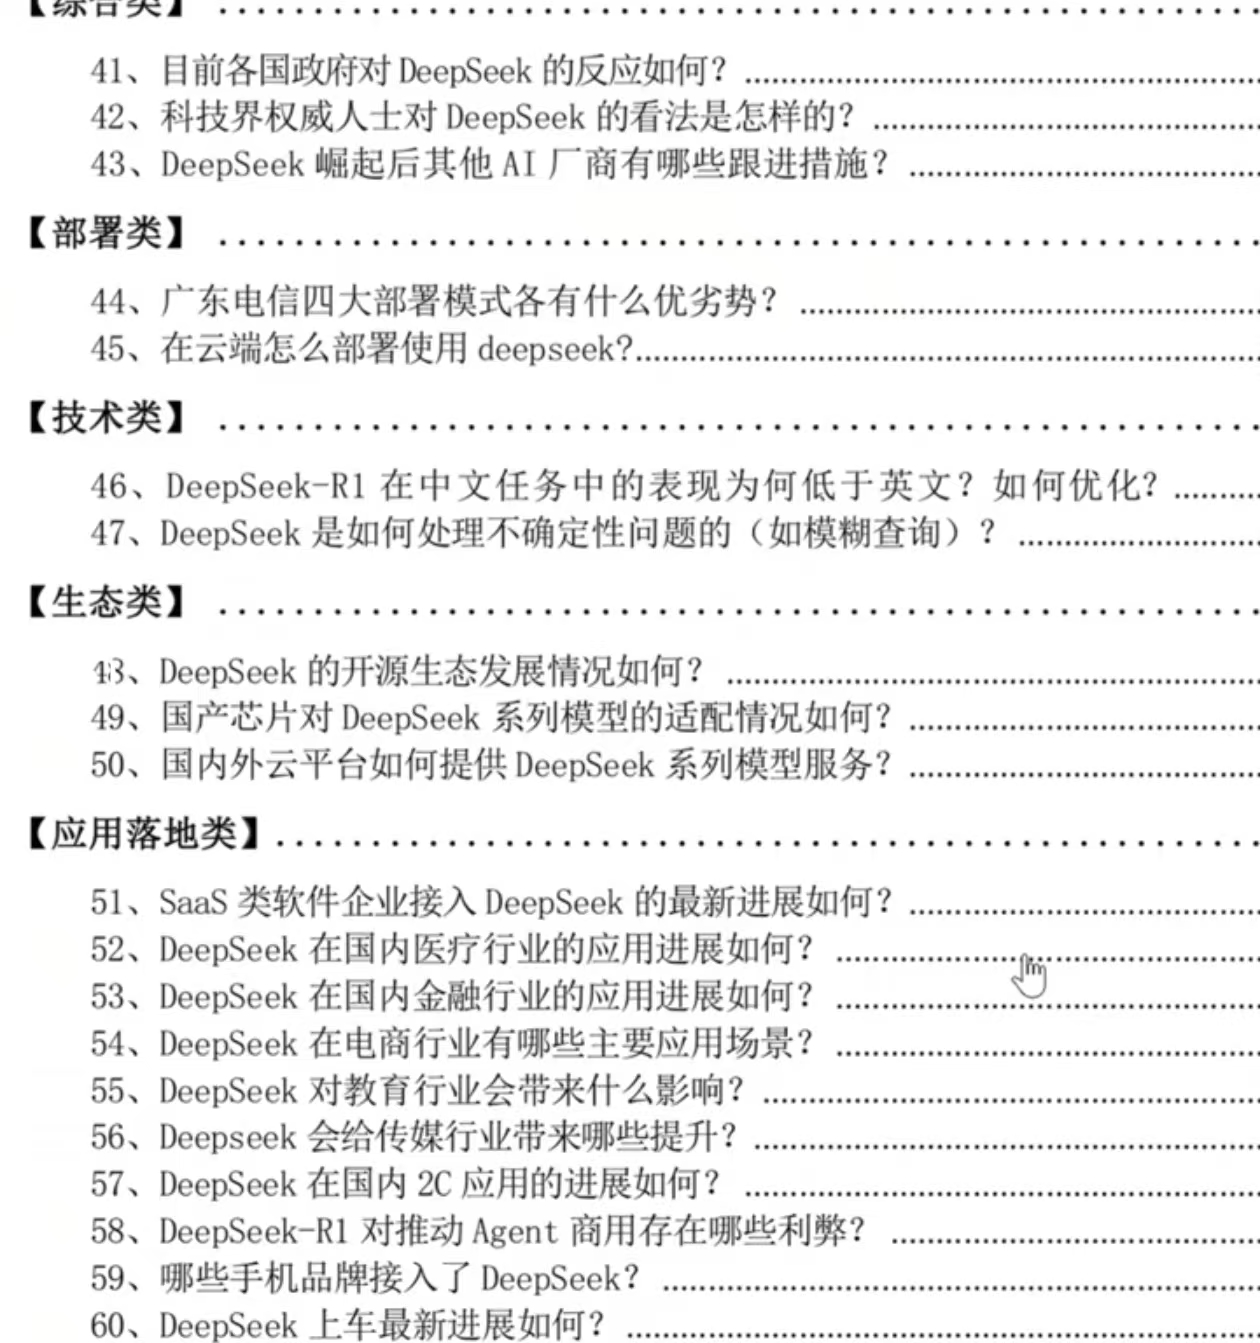 【综合类】 ........................................
41、目前各国政府对 DeepSeek 的反应如何？ ........................................
42、科技界权威人士对 DeepSeek 的看法是怎样的？ ........................................
43、DeepSeek 崛起后其他 AI 厂商有哪些跟进措施？ ........................................
【部署类】 ........................................
44、广东电信四大部署模式各有什么优劣势？ ........................................
45、在云端怎么部署使用 deepseek?........................................
【技术类】 ........................................
46、DeepSeek-R1 在中文任务中的表现为何低于英文？如何优化？ ..........
47、DeepSeek 是如何处理不确定性问题的（如模糊查询）？ ....................
【生态类】 ........................................
48、DeepSeek 的开源生态发展情况如何？ ........................................
49、国产芯片对 DeepSeek 系列模型的适配情况如何？ ..............................
50、国内外云平台如何提供 DeepSeek 系列模型服务？ ..............................
【应用落地类】........................................
51、SaaS 类软件企业接入 DeepSeek 的最新进展如何？ ..............................
52、DeepSeek 在国内医疗行业的应用进展如何？ ........................................
53、DeepSeek 在国内金融行业的应用进展如何？ ........................................
54、DeepSeek 在电商行业有哪些主要应用场景？ ........................................
55、DeepSeek 对教育行业会带来什么影响？ ........................................
56、Deepseek 会给传媒行业带来哪些提升？ ........................................
57、DeepSeek 在国内 2C 应用的进展如何？ ........................................
58、DeepSeek-R1 对推动 Agent 商用存在哪些利弊？ ..............................
59、哪些手机品牌接入了 DeepSeek？ ........................................
60、DeepSeek 上车最新进展如何？ ........................................